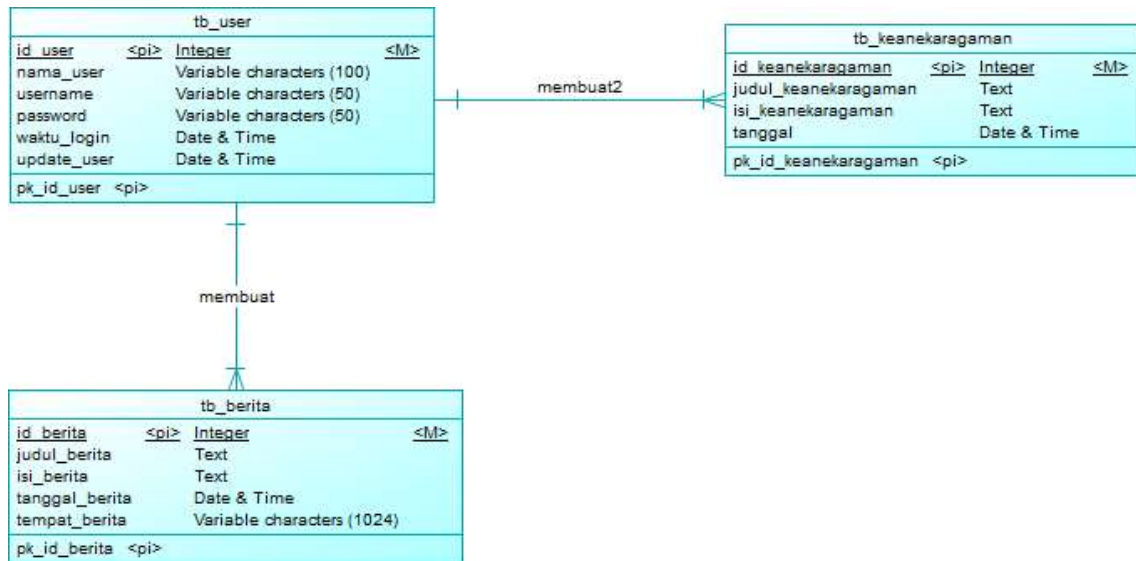 tb_user
id_user <pi> Integer <M>
nama_user Variable characters (100)
username Variable characters (50)
password Variable characters (50)
waktu_login Date & Time
update_user Date & Time
pk_id_user <pi>
membuat2
tb_keanekaragaman
id_keanekaragaman <pi> Integer <M>
judul_keanekaragaman Text
isi_keanekaragaman Text
tanggal Date & Time
pk_id_keanekaragaman <pi>
membuat
tb_berita
id_berita <pi> Integer <M>
judul_berita Text
isi_berita Text
tanggal_berita Date & Time
tempat_berita Variable characters (1024)
pk_id_berita <pi>